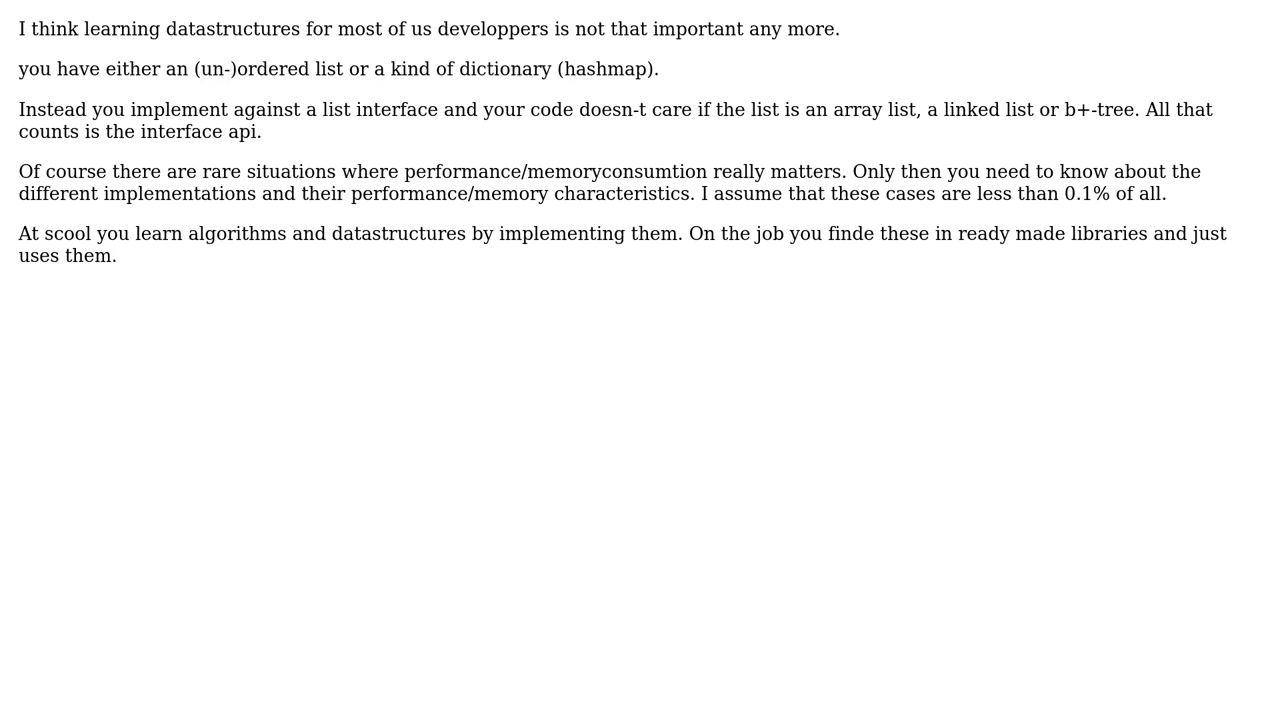 I think learning datastructures for most of us developpers is not that important any more.
you have either an (un-)ordered list or a kind of dictionary (hashmap).
Instead you implement against a list interface and your code doesn-t care if the list is an array list, a linked list or b+-tree. All that
counts is the interface api.
Of course there are rare situations where performance/memoryconsumtion really matters. Only then you need to know about the
different implementations and their performance/memory characteristics. I assume that these cases are less than 0.1% of all.
At scool you learn algorithms and datastructures by implementing them. On the job you finde these in ready made libraries and just
uses them.